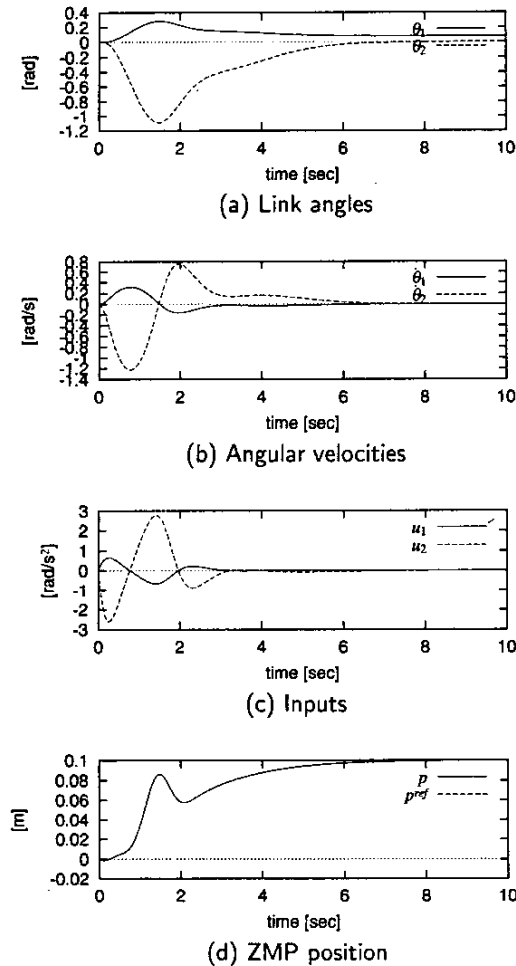 0.4
0.2
0
-0.2
-0.4
-0.6
-0.8
-1
-1.2
[rad]
θ₁
θ₂
0 2 4 6 8 10
time [sec]
(a) Link angles
0.8
0.6
0.4
0.2
0
-0.2
-0.4
-0.6
-0.8
-1
-1.2
-1.4
[rad/s]
θ̇₁
θ̇₂
0 2 4 6 8 10
time [sec]
(b) Angular velocities
3
2
1
0
-1
-2
-3
[rad/s²]
u₁
u₂
0 2 4 6 8 10
time [sec]
(c) Inputs
0.1
0.08
0.06
0.04
0.02
0
-0.02
[m]
p
p^ref
0 2 4 6 8 10
time [sec]
(d) ZMP position